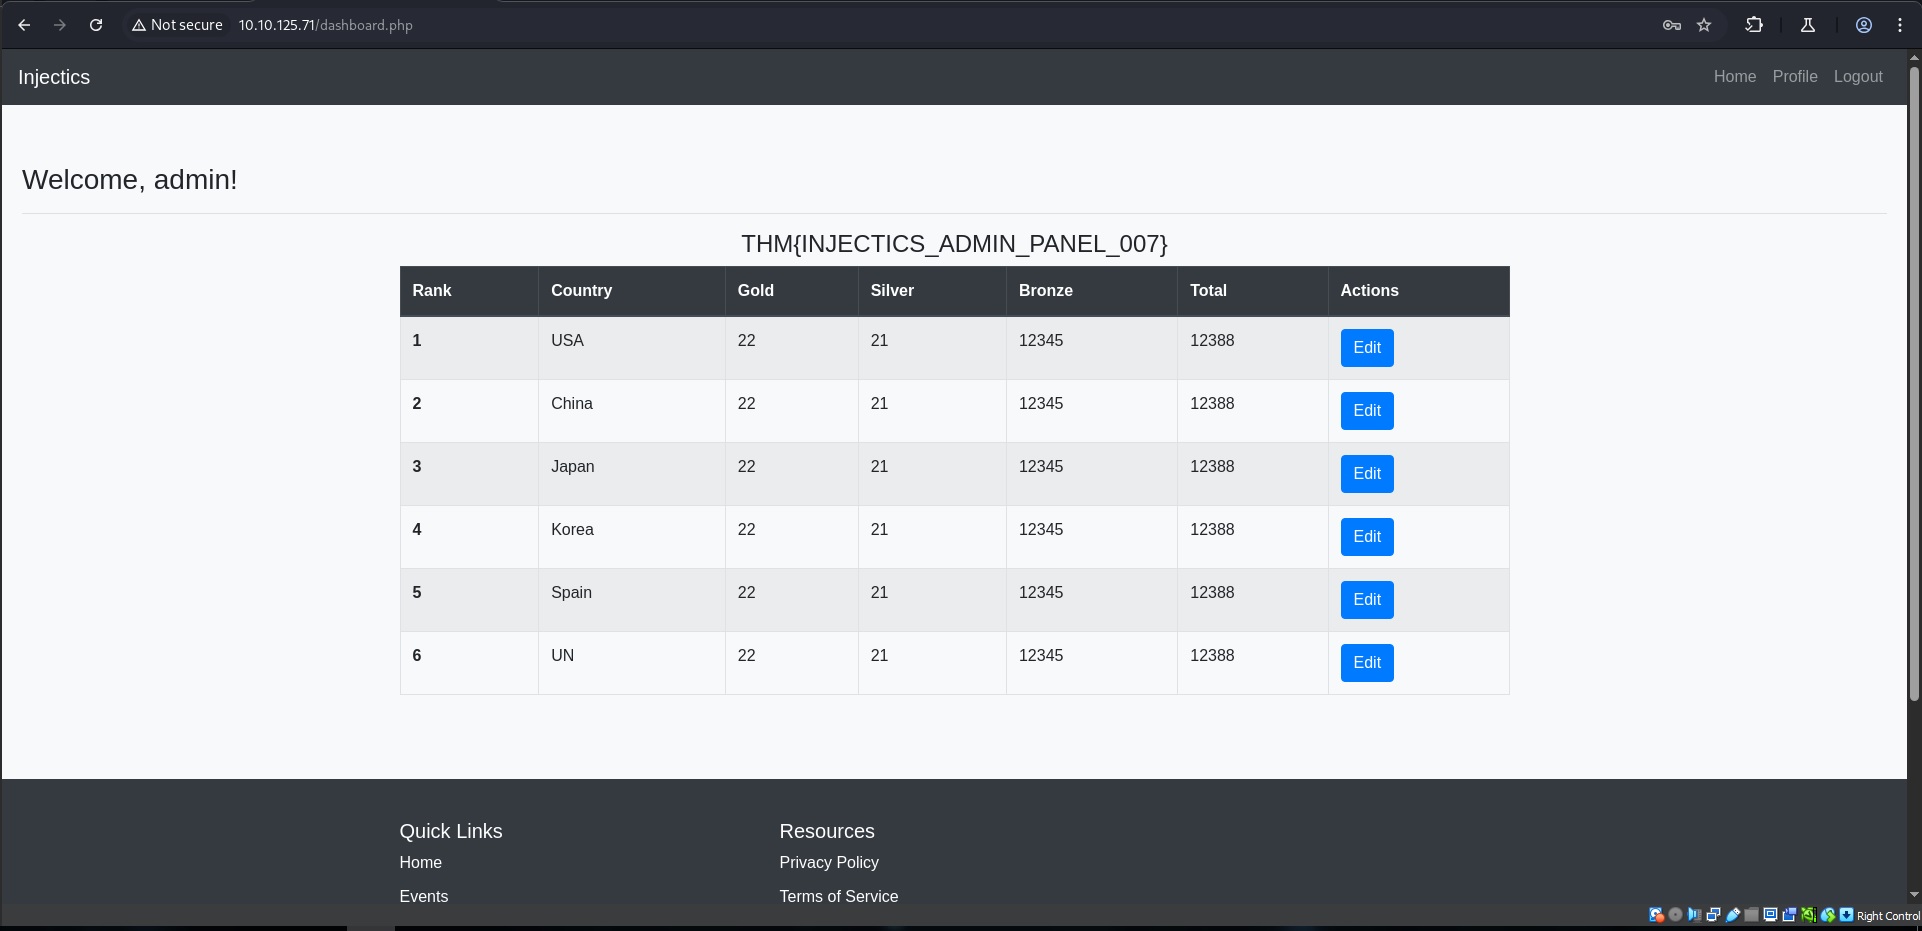 Not secure 10.10.125.71/dashboard.php
Injectics Home Profile Logout
Welcome, admin!
THM{INJECTICS_ADMIN_PANEL_007}
Rank Country Gold Silver Bronze Total Actions
1 USA 22 21 12345 12388 Edit
2 China 22 21 12345 12388 Edit
3 Japan 22 21 12345 12388 Edit
4 Korea 22 21 12345 12388 Edit
5 Spain 22 21 12345 12388 Edit
6 UN 22 21 12345 12388 Edit
Quick Links Resources
Home Privacy Policy
Events Terms of Service
Right Control